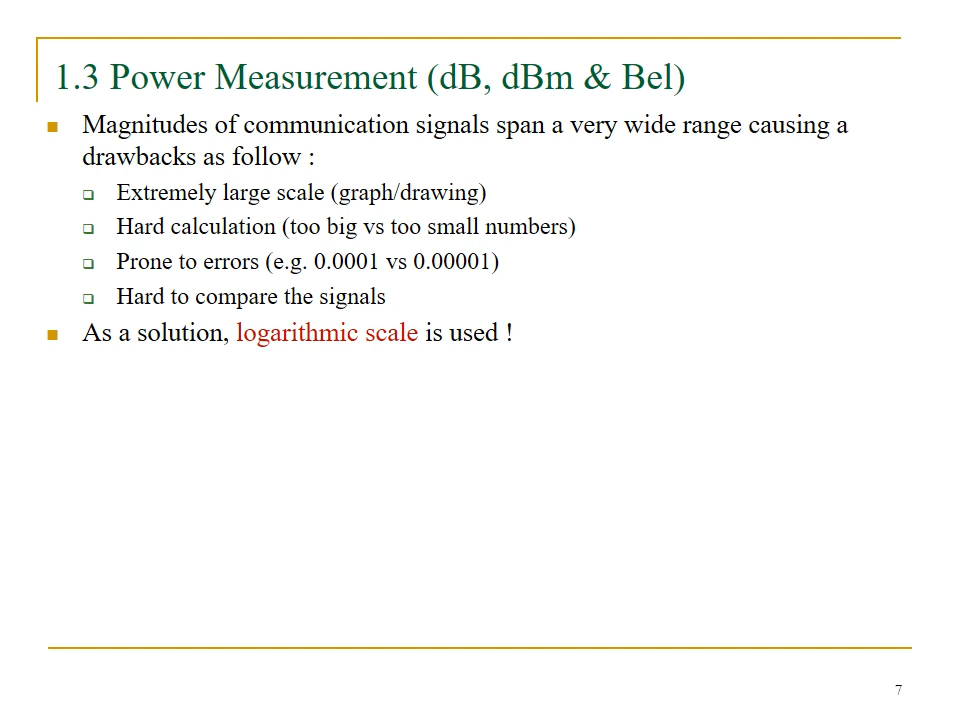 1.3 Power Measurement (dB, dBm & Bel)
Magnitudes of communication signals span a very wide range causing a
drawbacks as follow :
Extremely large scale (graph/drawing)
Hard calculation (too big vs too small numbers)
Prone to errors (e.g. 0.0001 vs 0.00001)
Hard to compare the signals
As a solution, logarithmic scale is used !
7